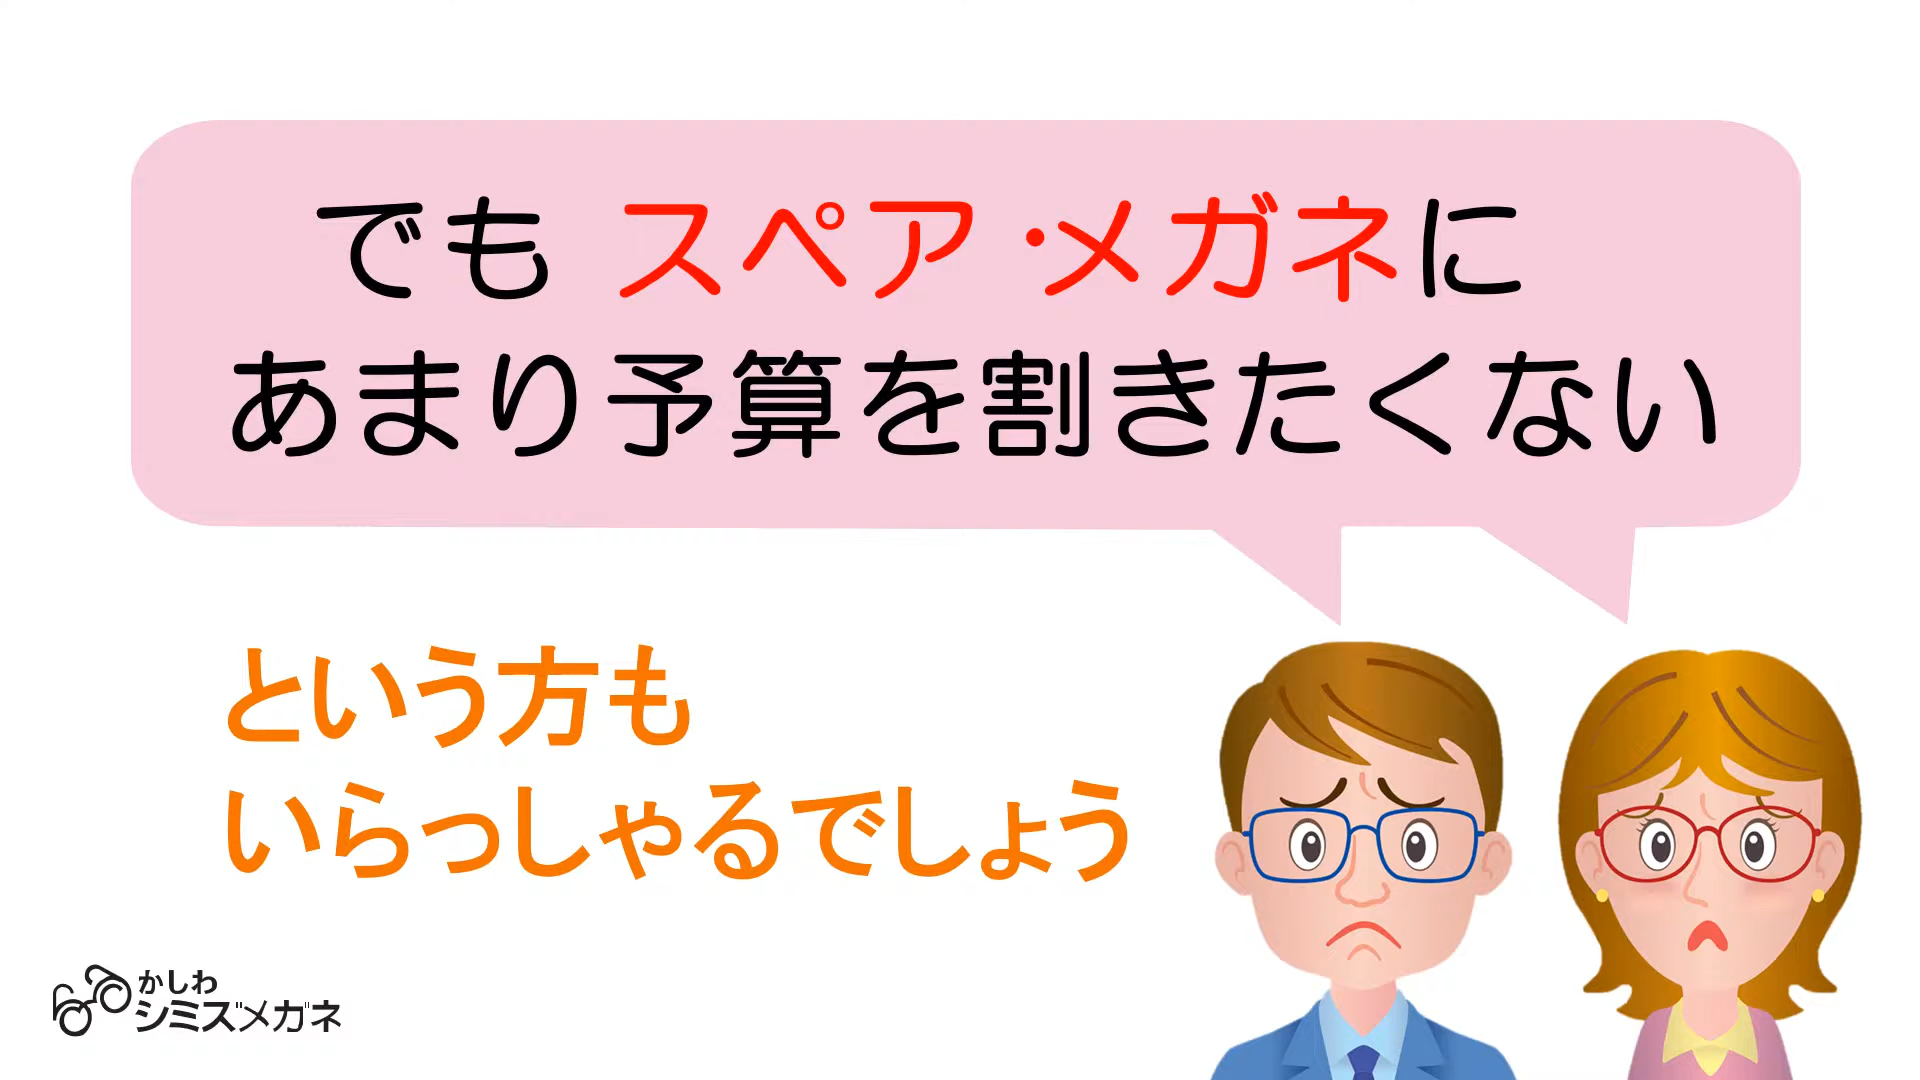 でも スペア・メガネに
あまり予算を割きたくない
という方も
いらっしゃるでしょう
かしわ
シミズメガネ